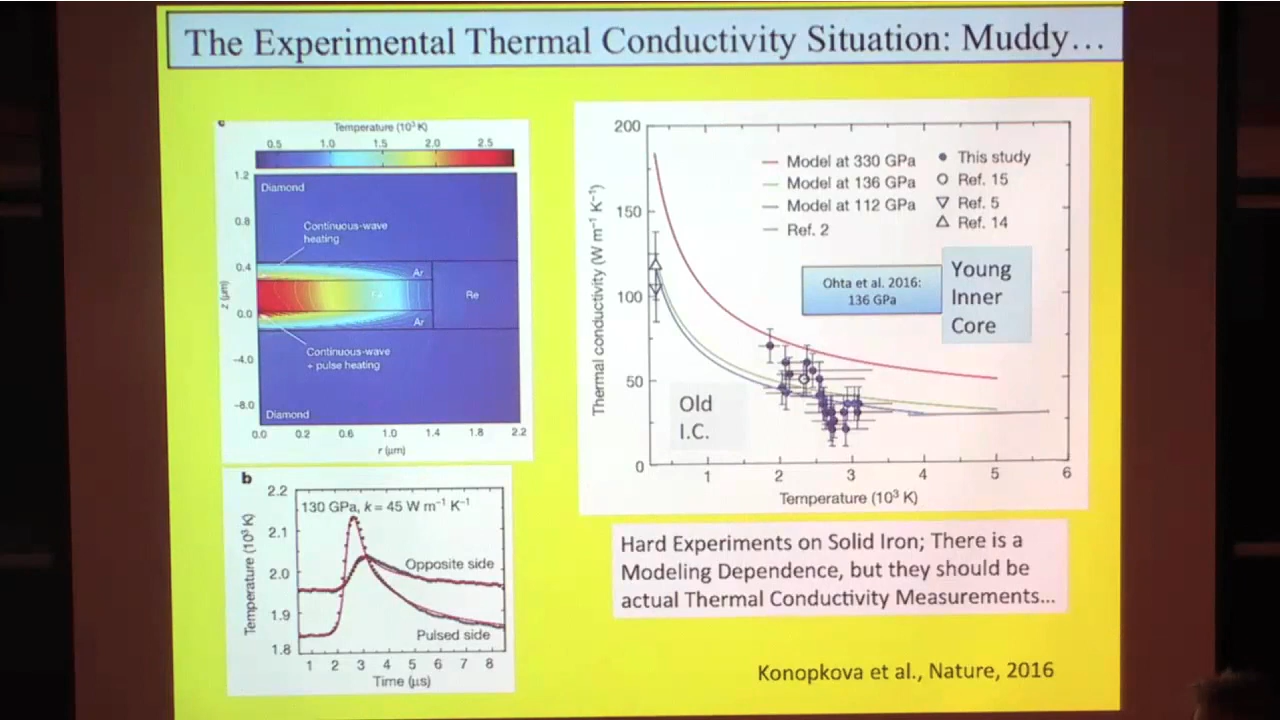 The Experimental Thermal Conductivity Situation: Muddy…
c
Temperature (10³ K)
0.5 1.0 1.5 2.0 2.5
1.2
0.8
0.4
0.0
-4.0
-8.0
z (μm)
Diamond
Continuous-wave
heating
Ar
Re
Ar
Continuous-wave
+ pulse heating
Diamond
0.0 0.2 0.6 1.0 1.4 1.8 2.2
r (μm)
b
2.2
2.1
2.0
1.9
1.8
Temperature (10³ K)
130 GPa, k = 45 W m⁻¹ K⁻¹
Opposite side
Pulsed side
1 2 3 4 5 6 7 8
Time (μs)
200
150
100
50
0
Thermal conductivity (W m⁻¹ K⁻¹)
Model at 330 GPa
Model at 136 GPa
Model at 112 GPa
Ref. 2
This study
Ref. 15
Ref. 5
Ref. 14
Ohta et al. 2016:
136 GPa
Young
Inner
Core
Old
I.C.
1 2 3 4 5 6
Temperature (10³ K)
Hard Experiments on Solid Iron; There is a
Modeling Dependence, but they should be
actual Thermal Conductivity Measurements…
Konopkova et al., Nature, 2016